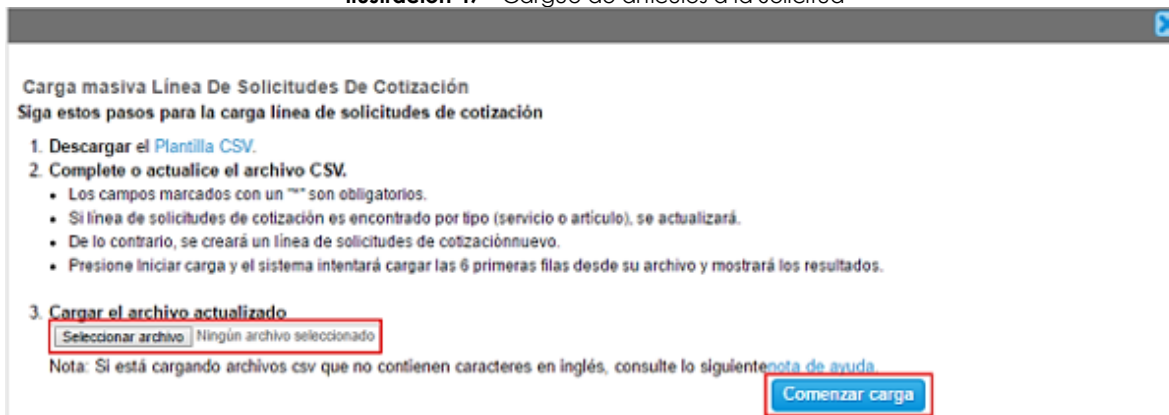 Carga masiva Línea De Solicitudes De Cotización
Siga estos pasos para la carga línea de solicitudes de cotización
1. Descargar el Plantilla CSV.
2. Complete o actualice el archivo CSV.
• Los campos marcados con un "*" son obligatorios.
• Si línea de solicitudes de cotización es encontrado por tipo (servicio o artículo), se actualizará.
• De lo contrario, se creará un línea de solicitudes de cotizaciónnuevo.
• Presione Iniciar carga y el sistema intentará cargar las 6 primeras filas desde su archivo y mostrará los resultados.
3. Cargar el archivo actualizado
Seleccionar archivo Ningún archivo seleccionado
Nota: Si está cargando archivos csv que no contienen caracteres en inglés, consulte lo siguientenota de ayuda.
Comenzar carga